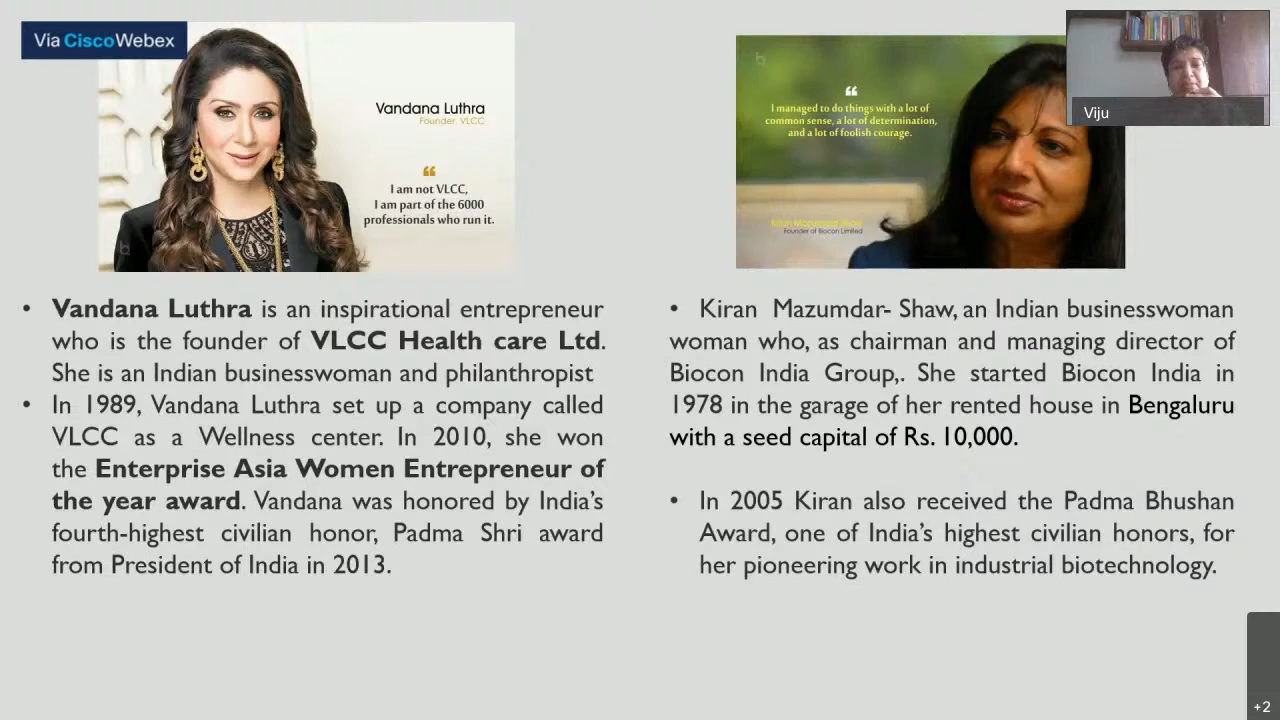 Via CiscoWebex
Vandana Luthra
Founder VLCC
“
I am not VLCC,
I am part of the 6000
professionals who run it.
“
I managed to do things with a lot of
common sense, a lot of determination,
and a lot of foolish courage.
Kiran Mazumdar Shaw
Founder of Biocon Limited
Viju
• Vandana Luthra is an inspirational entrepreneur
who is the founder of VLCC Health care Ltd.
She is an Indian businesswoman and philanthropist
• In 1989, Vandana Luthra set up a company called
VLCC as a Wellness center. In 2010, she won
the Enterprise Asia Women Entrepreneur of
the year award. Vandana was honored by India’s
fourth-highest civilian honor, Padma Shri award
from President of India in 2013.
• Kiran Mazumdar- Shaw, an Indian businesswoman
woman who, as chairman and managing director of
Biocon India Group,. She started Biocon India in
1978 in the garage of her rented house in Bengaluru
with a seed capital of Rs. 10,000.
• In 2005 Kiran also received the Padma Bhushan
Award, one of India’s highest civilian honors, for
her pioneering work in industrial biotechnology.
+2